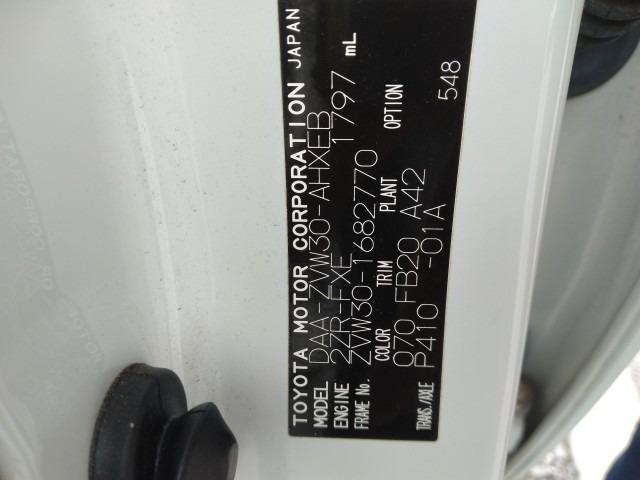 TOYOTA MOTOR CORPORATION JAPAN
MODEL DAA-ZVW30-AHXEB
ENGINE 2ZR-FXE 1797 mL
FRAME No. ZVW30-1682770
COLOR TRIM PLANT OPTION
070 FB20 A42
TRANS./AXLE P410 -01A 548